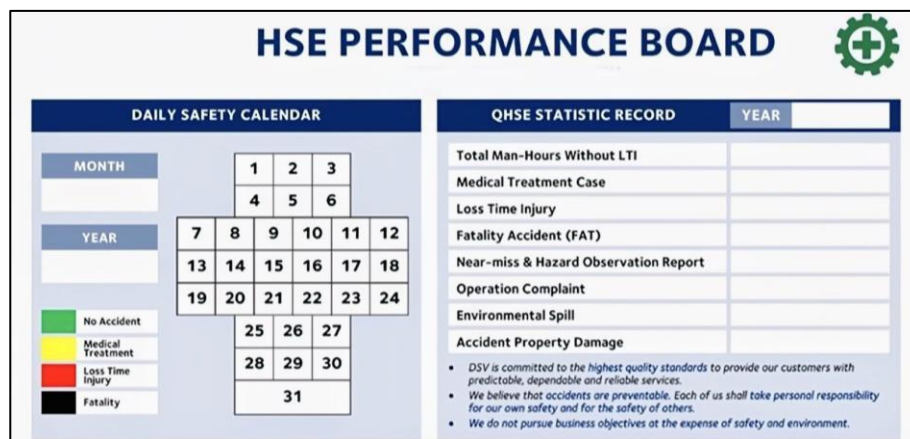 HSE PERFORMANCE BOARD
DAILY SAFETY CALENDAR
MONTH
YEAR
1 2 3
4 5 6
7 8 9 10 11 12
13 14 15 16 17 18
19 20 21 22 23 24
25 26 27
28 29 30
31
No Accident
Medical
Treatment
Loss Time
Injury
Fatality
QHSE STATISTIC RECORD YEAR
Total Man-Hours Without LTI
Medical Treatment Case
Loss Time Injury
Fatality Accident (FAT)
Near-miss & Hazard Observation Report
Operation Complaint
Environmental Spill
Accident Property Damage
• DSV is committed to the highest quality standards to provide our customers with
predictable, dependable and reliable services.
• We believe that accidents are preventable. Each of us shall take personal responsibility
for our own safety and for the safety of others.
• We do not pursue business objectives at the expense of safety and environment.